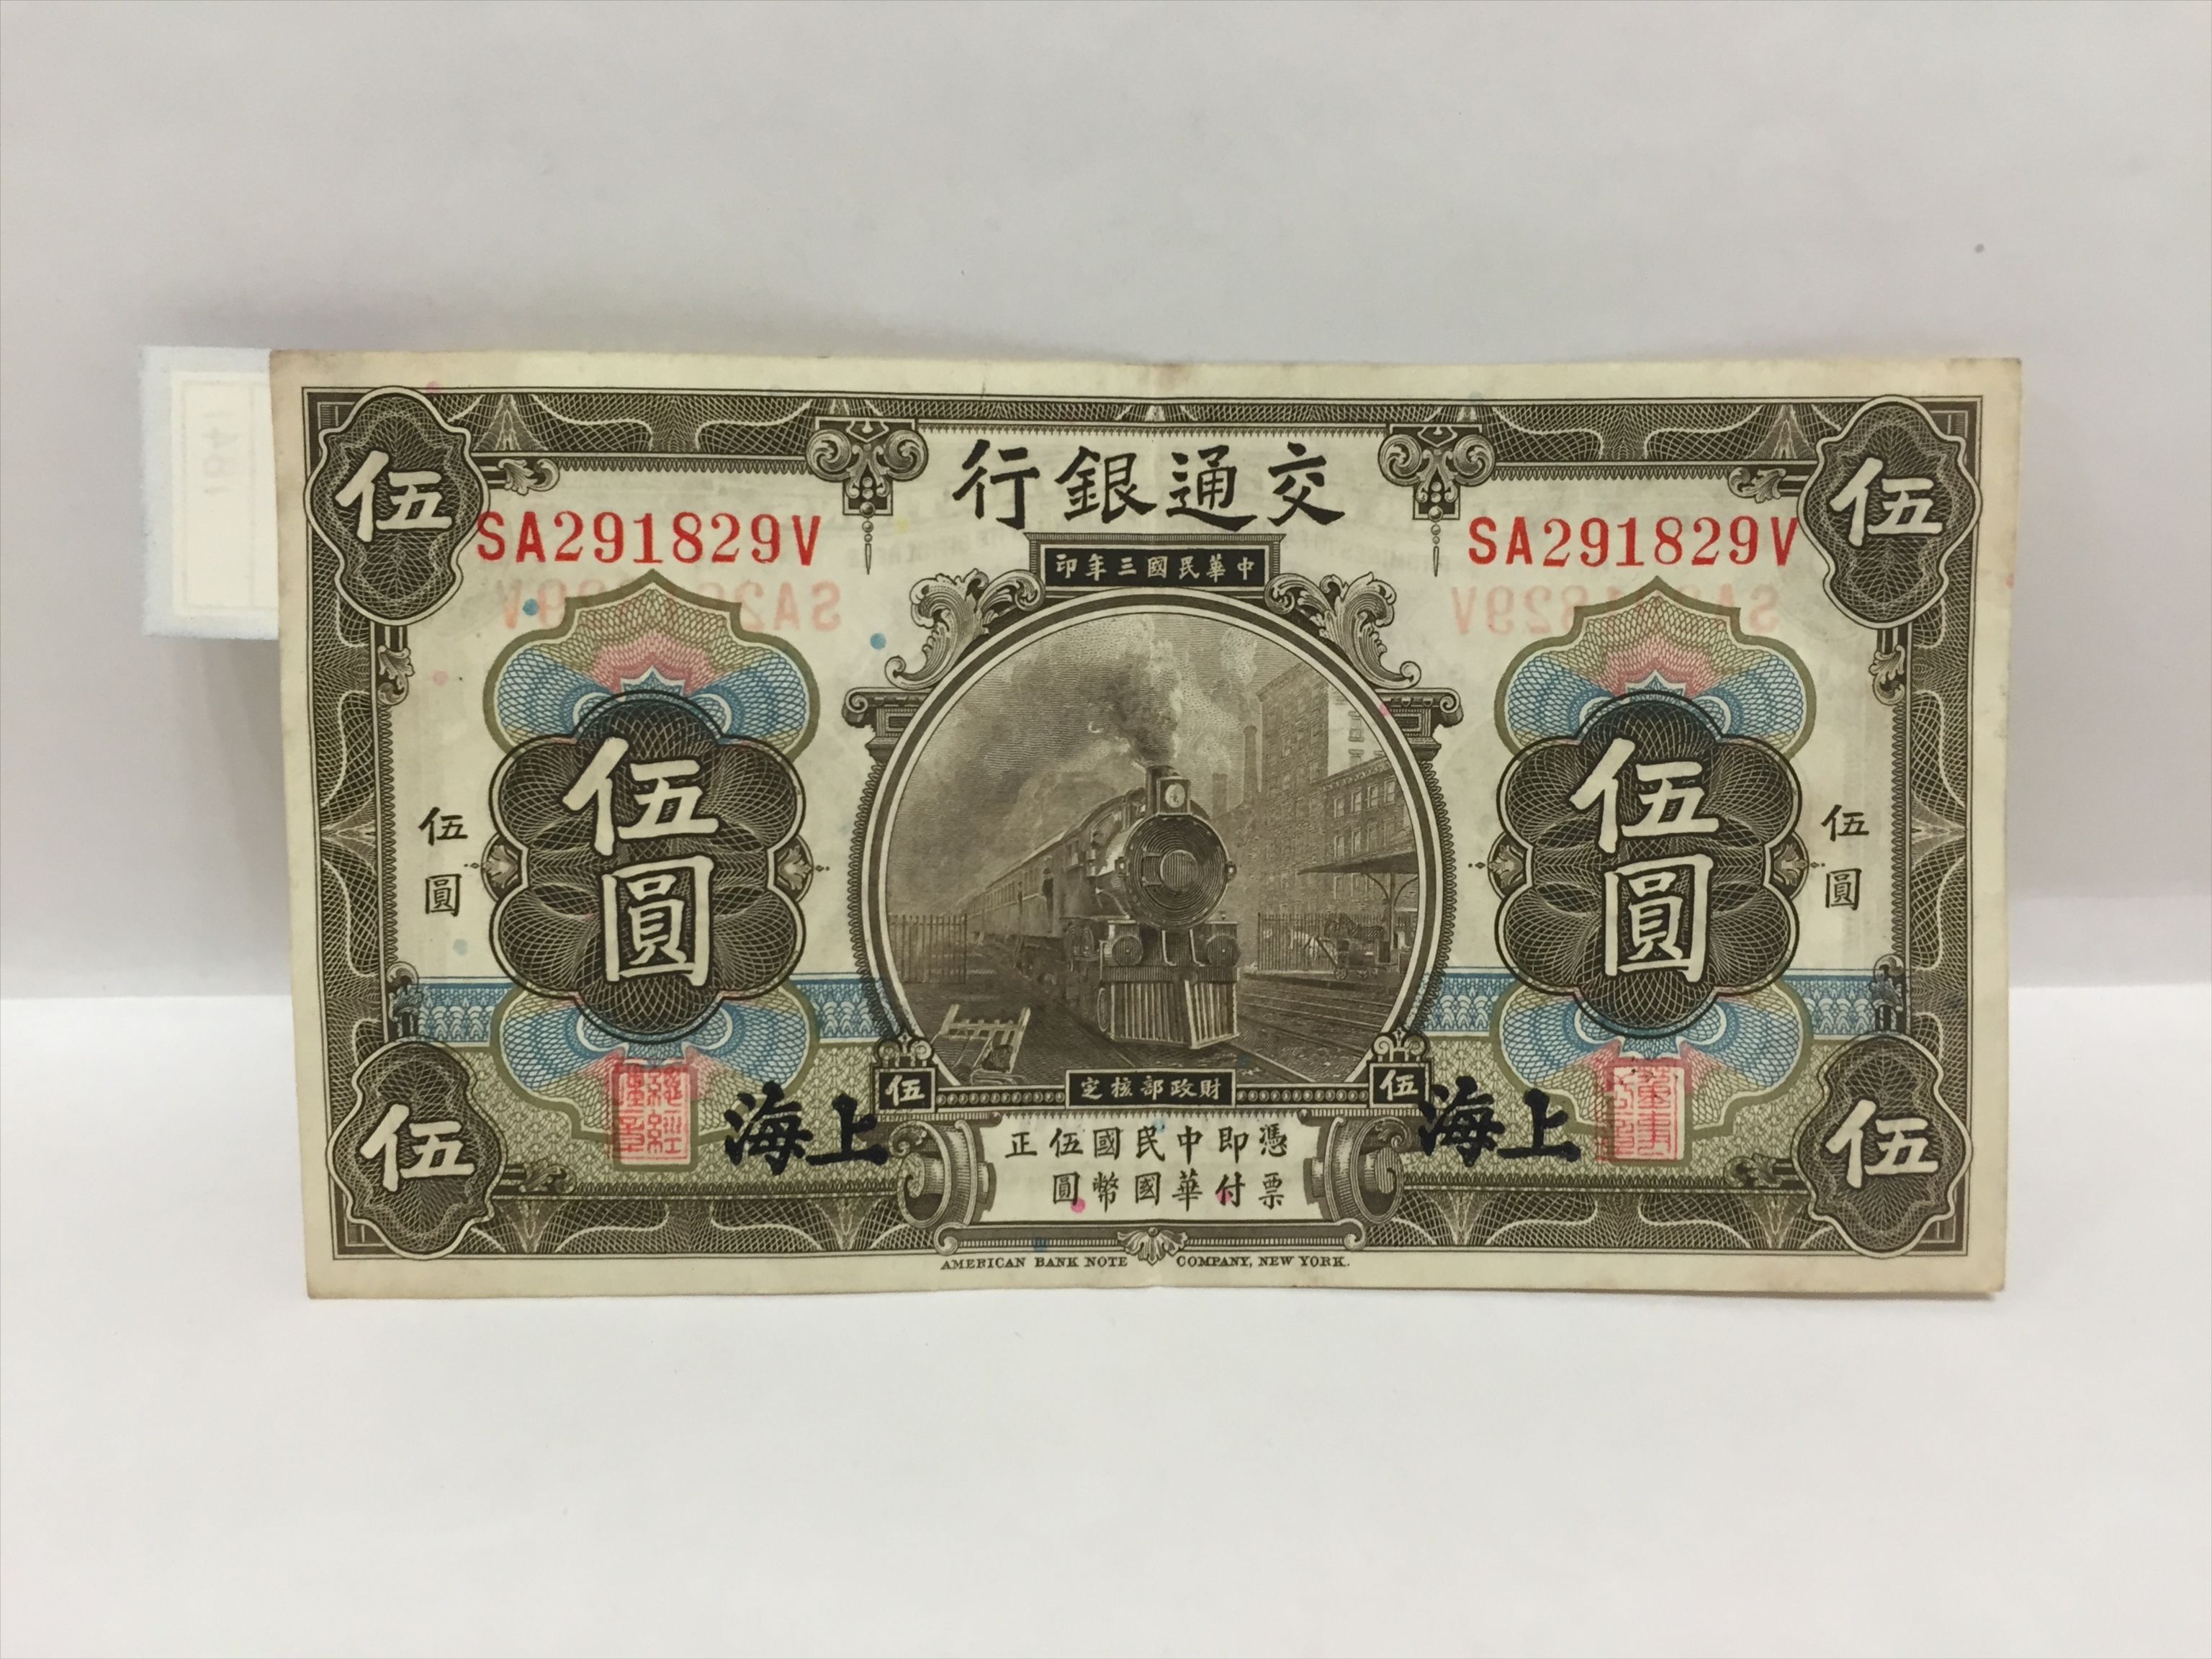 交通銀行
SA291829V
SA291829V
中華民國三年印
伍
伍
伍圓
伍圓
伍圓
伍圓
財政部核定
伍
伍
上海
上海
憑票即付中華民國國幣伍圓正
伍
伍
AMERICAN BANK NOTE COMPANY, NEW YORK.